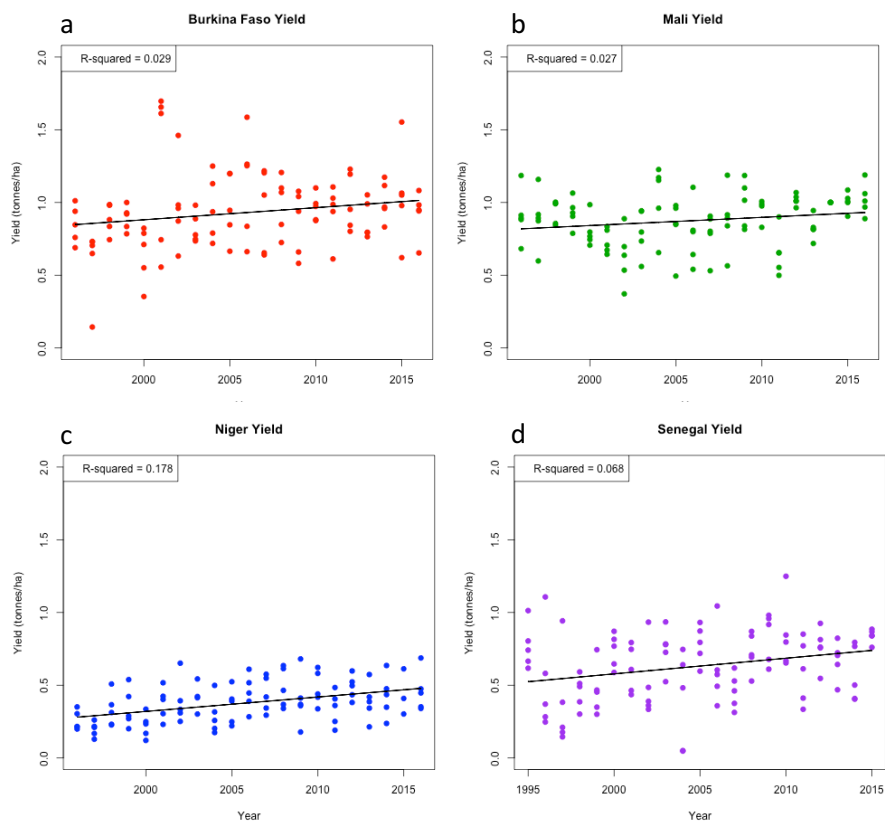 a
Burkina Faso Yield
R-squared = 0.029
Yield (tonnes/ha)
2.0
1.5
1.0
0.5
0.0
2000 2005 2010 2015
b
Mali Yield
R-squared = 0.027
Yield (tonnes/ha)
2.0
1.5
1.0
0.5
0.0
2000 2005 2010 2015
c
Niger Yield
R-squared = 0.178
Yield (tonnes/ha)
2.0
1.5
1.0
0.5
0.0
2000 2005 2010 2015
Year
d
Senegal Yield
R-squared = 0.068
Yield (tonnes/ha)
2.0
1.5
1.0
0.5
0.0
1995 2000 2005 2010 2015
Year